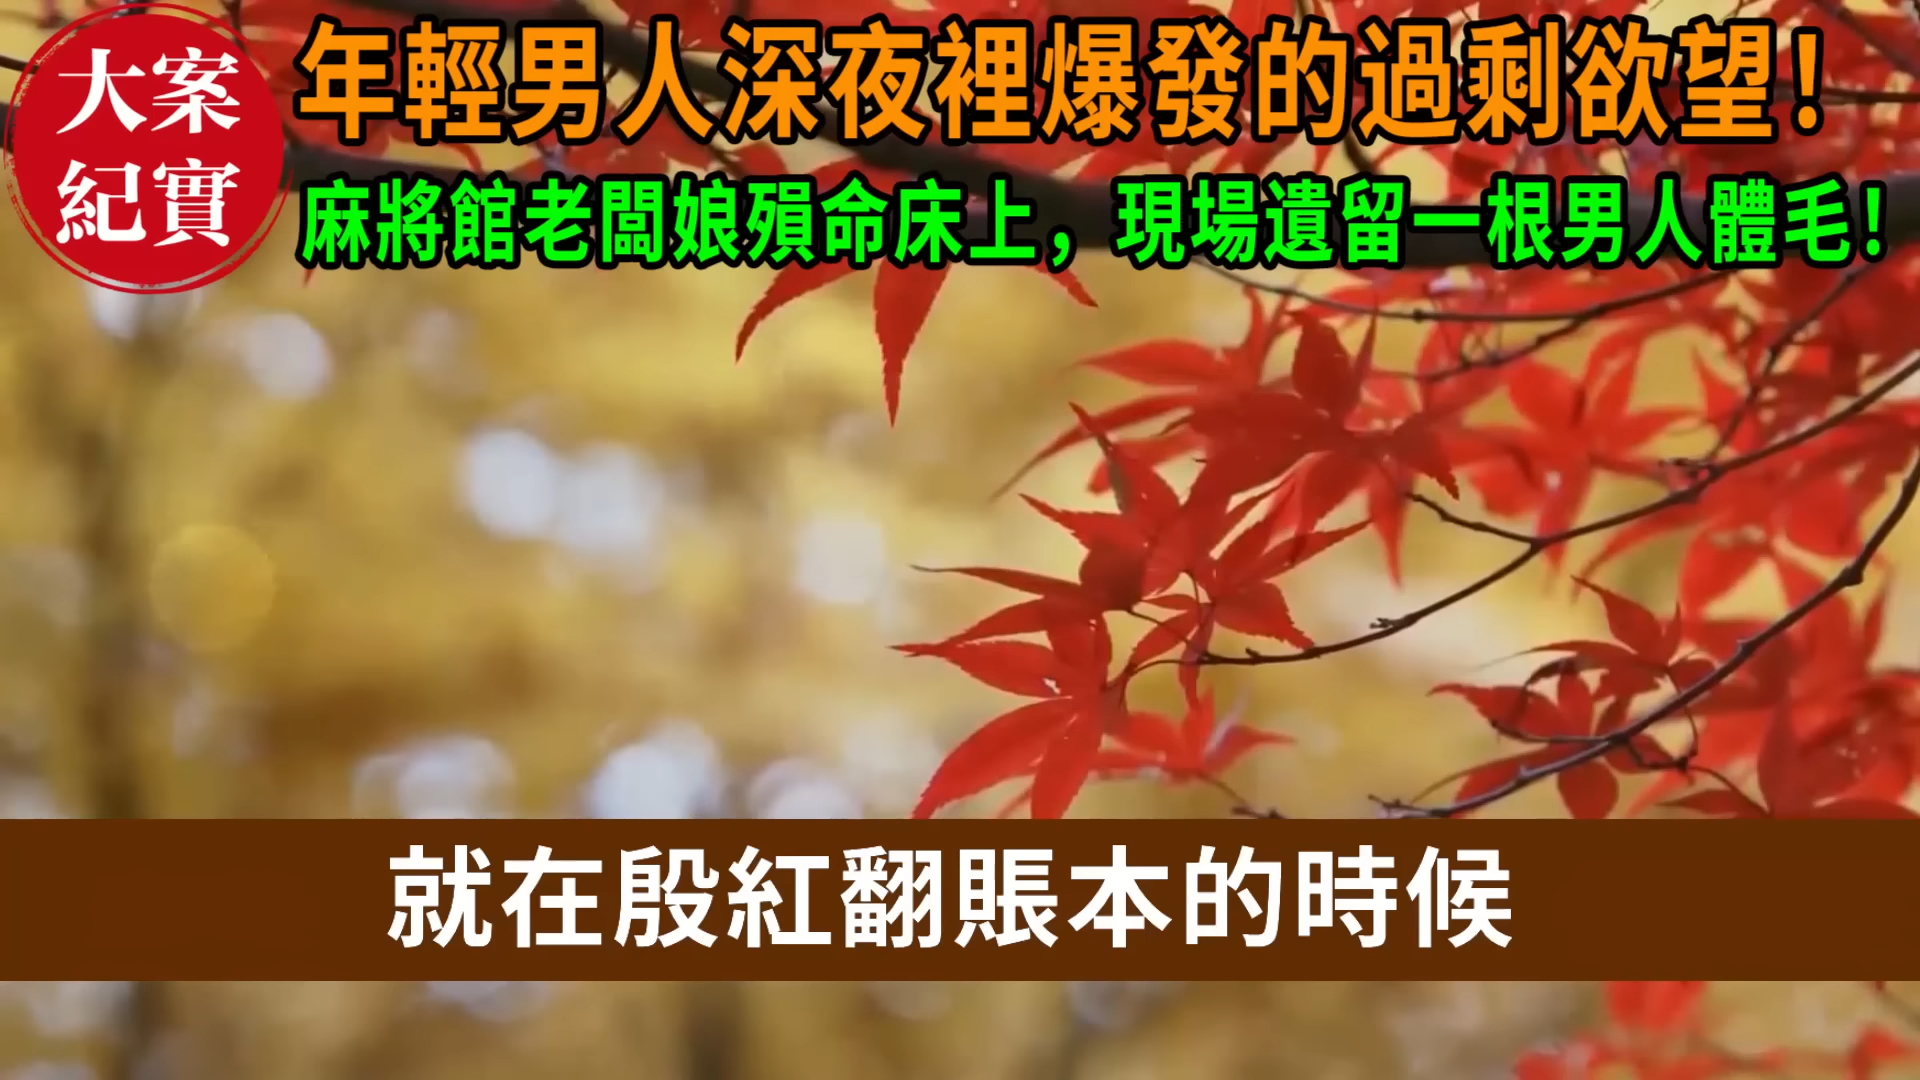 大案
紀實
年輕男人深夜裡爆發的過剩欲望！
麻將館老闆娘殞命床上，現場遺留一根男人體毛！
就在殷紅翻賬本的時候